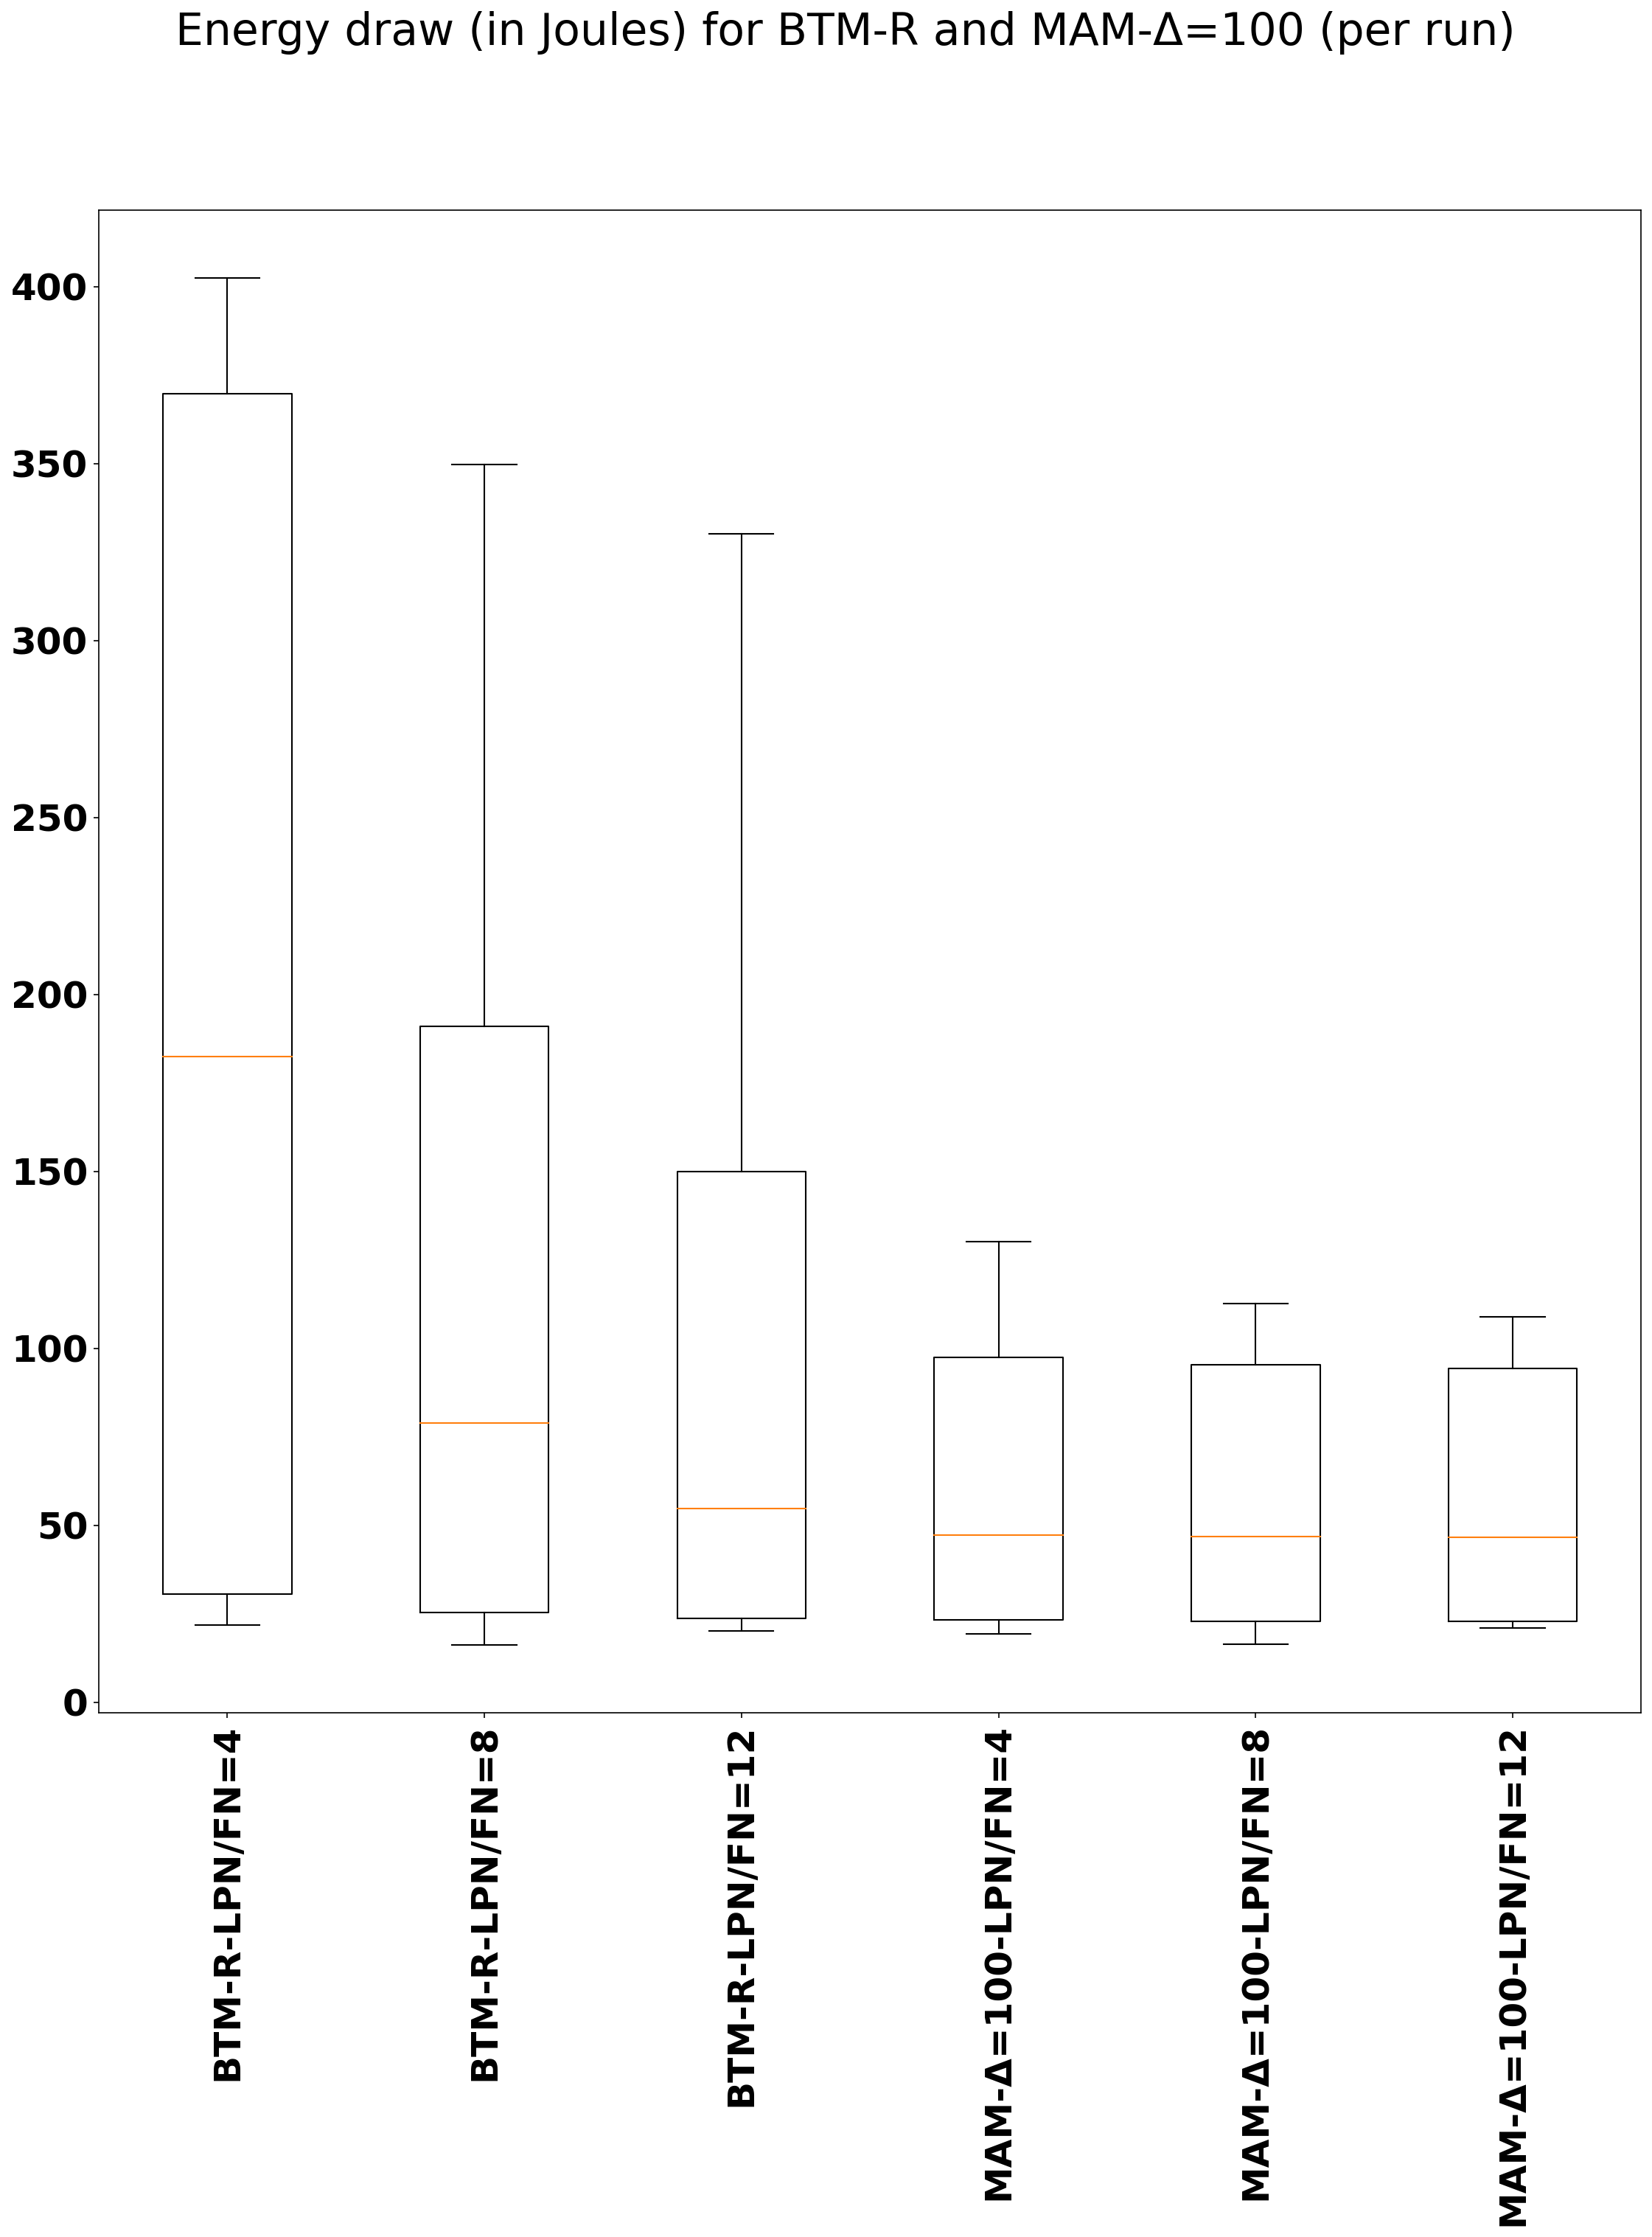 Energy draw (in Joules) for BTM-R and MAM-Δ=100 (per run)
400
350
300
250
200
150
100
50
0
BTM-R-LPN/FN=4
BTM-R-LPN/FN=8
BTM-R-LPN/FN=12
MAM-Δ=100-LPN/FN=4
MAM-Δ=100-LPN/FN=8
MAM-Δ=100-LPN/FN=12